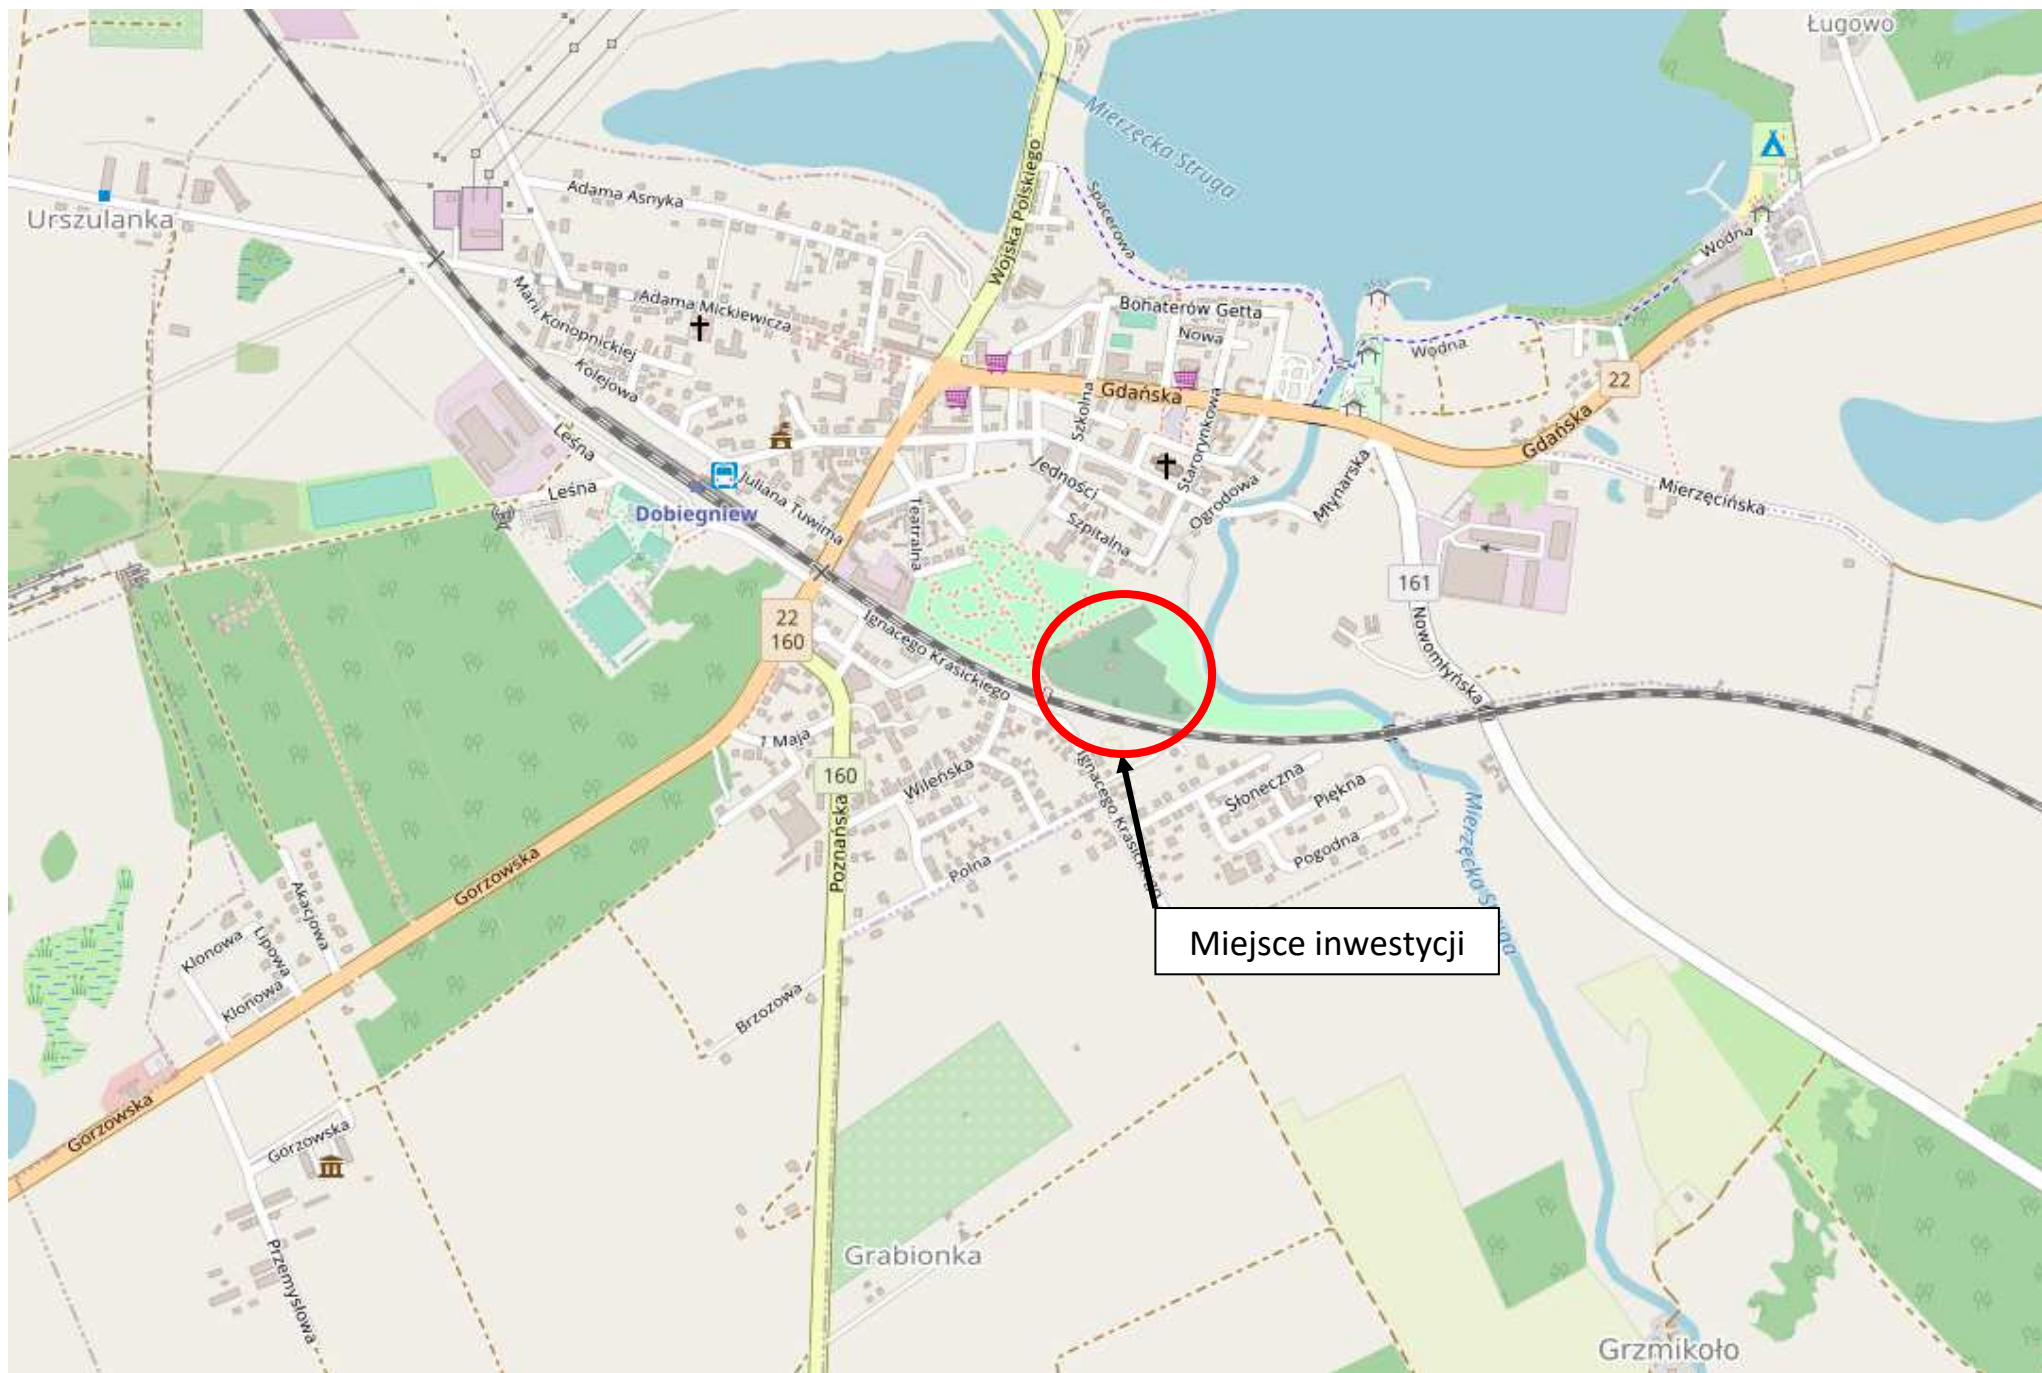 Ługowo
Mierzęcka Struga
Wojska Polskiego
Adama Asnyka
Spacerowa
Urszulanka
Wodna
Adama Mickiewicza
Marii Konopnickiej
Bohaterów Getta
Nowa
Wodna
Kolejowa
22
Gdańska
Szkolna
Starorynkowa
Gdańska
Leśna
Jedności
Młynarska
Mierzęcińska
Leśna
Juliana Tuwima
Teatralna
Ogrodowa
Dobiegniew
Szpitalna
161
22
160
Ignacego Krasickiego
Nowomłyńska
1 Maja
160
Wileńska
Ignacego Krasickiego
Słoneczna
Piękna
Poznańska
Pogodna
Mierzęcka Struga
Gorzowska
Polna
Akacjowa
Klonowa
Lipowa
Miejsce inwestycji
Klonowa
Brzozowa
Gorzowska
Gorzowska
Przemysłowa
Grabionka
Grzmikoło